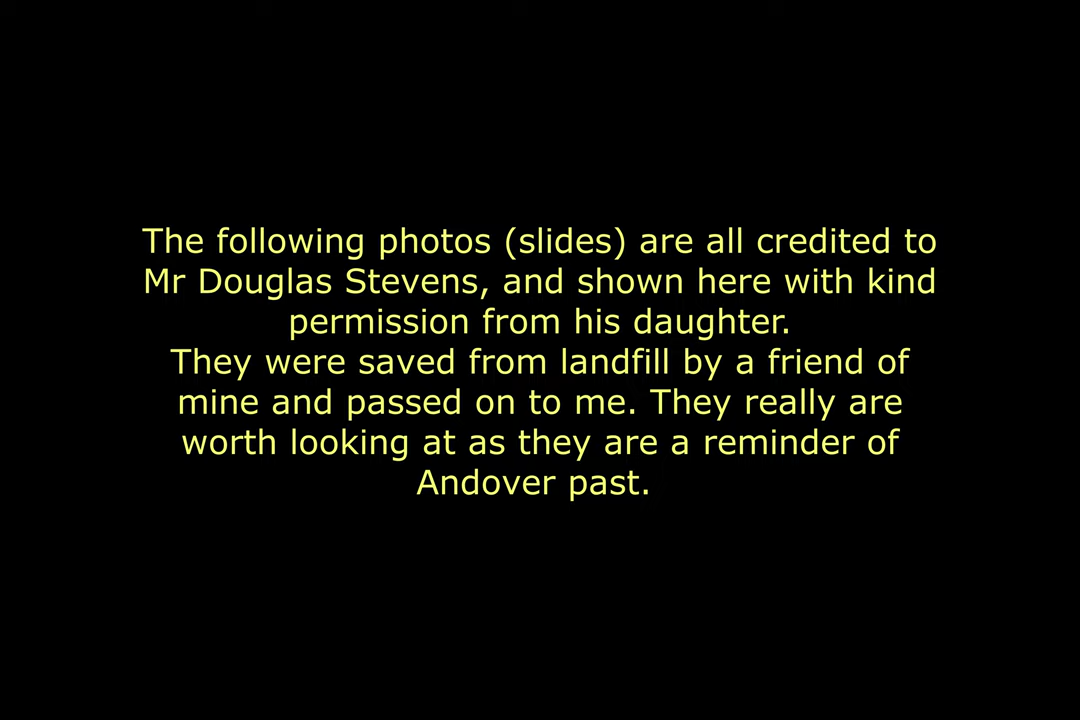 The following photos (slides) are all credited to
Mr Douglas Stevens, and shown here with kind
permission from his daughter.
They were saved from landfill by a friend of
mine and passed on to me. They really are
worth looking at as they are a reminder of
Andover past.